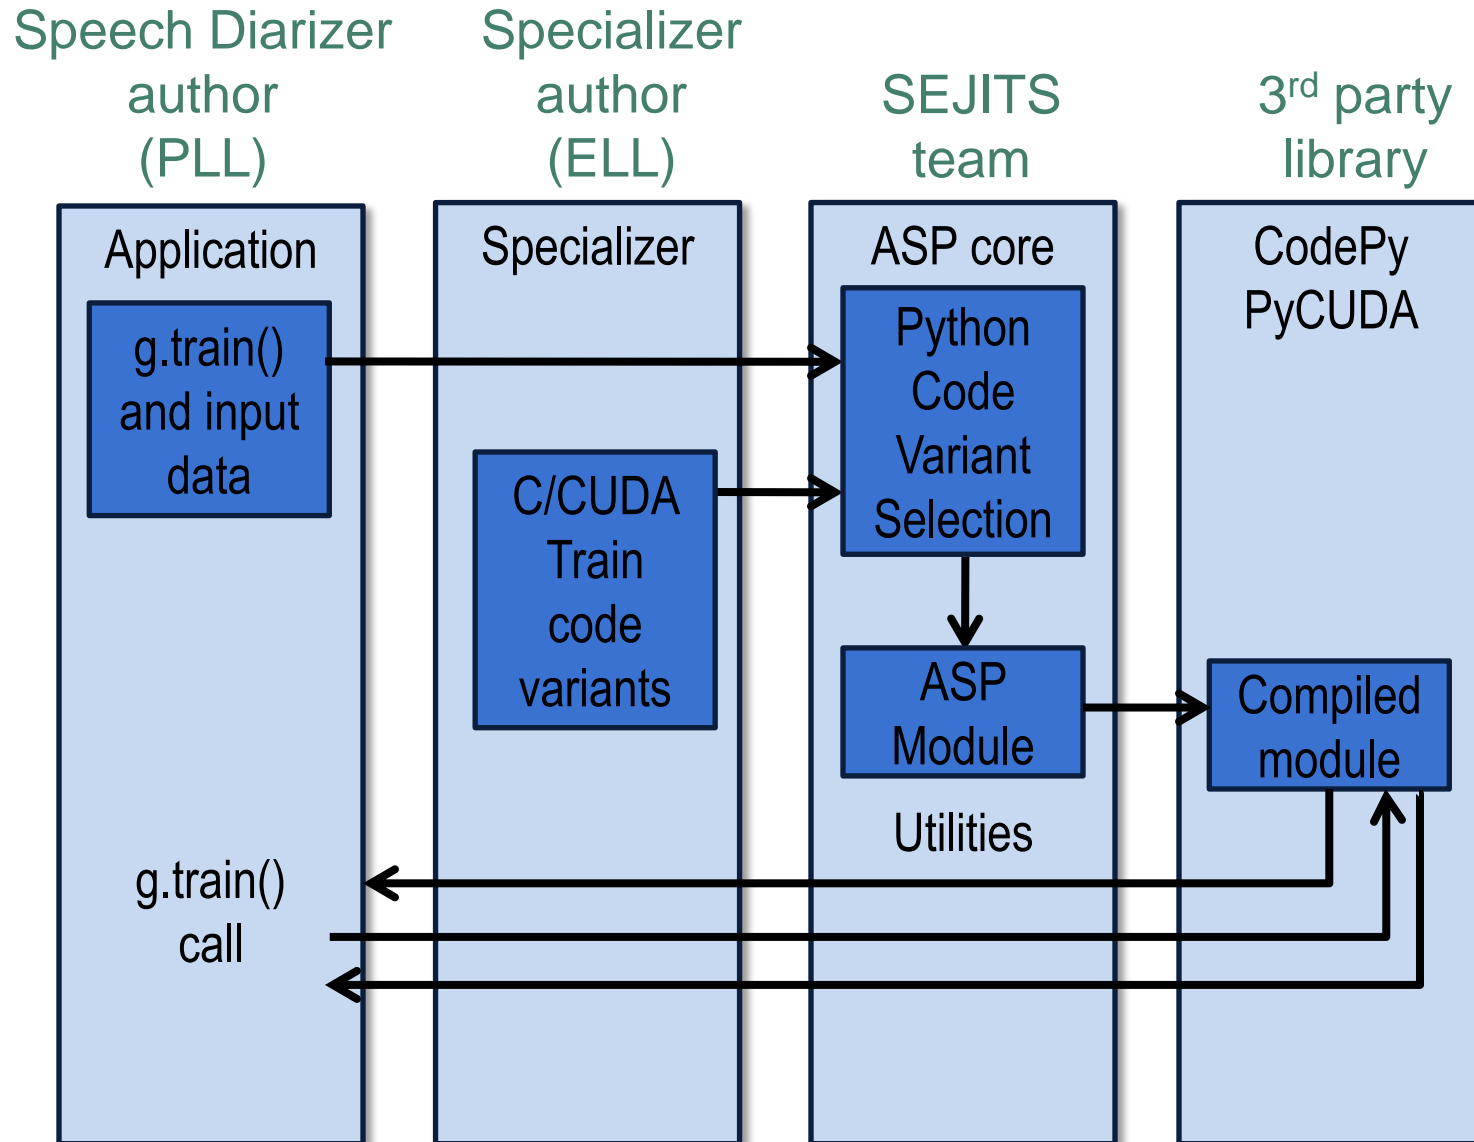 Speech Diarizer
author
(PLL)
Specializer
author
(ELL)
SEJITS
team
3rd party
library
Application
g.train()
and input
data
g.train()
call
Specializer
C/CUDA
Train
code
variants
ASP core
Python
Code
Variant
Selection
ASP
Module
Utilities
CodePy
PyCUDA
Compiled
module